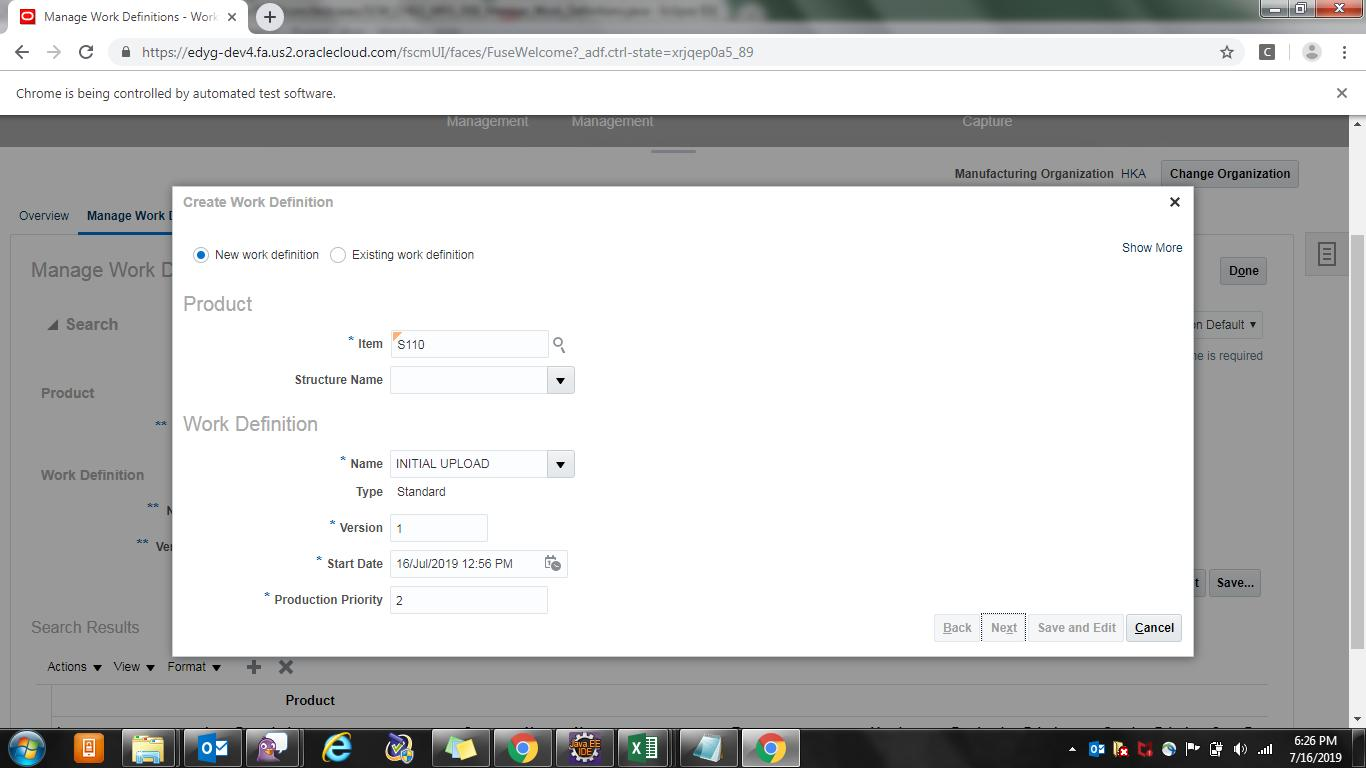 Manage Work Definitions - Work
https://edyg-dev4.fa.us2.oraclecloud.com/fscmUI/faces/FuseWelcome?_adf.ctrl-state=xrjqep0a5_89
C
Chrome is being controlled by automated test software.
Management Management Capture
Manufacturing Organization HKA Change Organization
Overview Manage Work D
Create Work Definition
New work definition Existing work definition Show More
Manage Work D
Done
Product
Search
n Default
* Item S110
e is required
Structure Name
Product
**
Work Definition
* Name INITIAL UPLOAD
Work Definition
Type Standard
** N
* Version 1
** Ver
* Start Date 16/Jul/2019 12:56 PM
t Save...
* Production Priority 2
Search Results
Back Next Save and Edit Cancel
Actions View Format
Product
Java EE
IDE
6:26 PM
7/16/2019